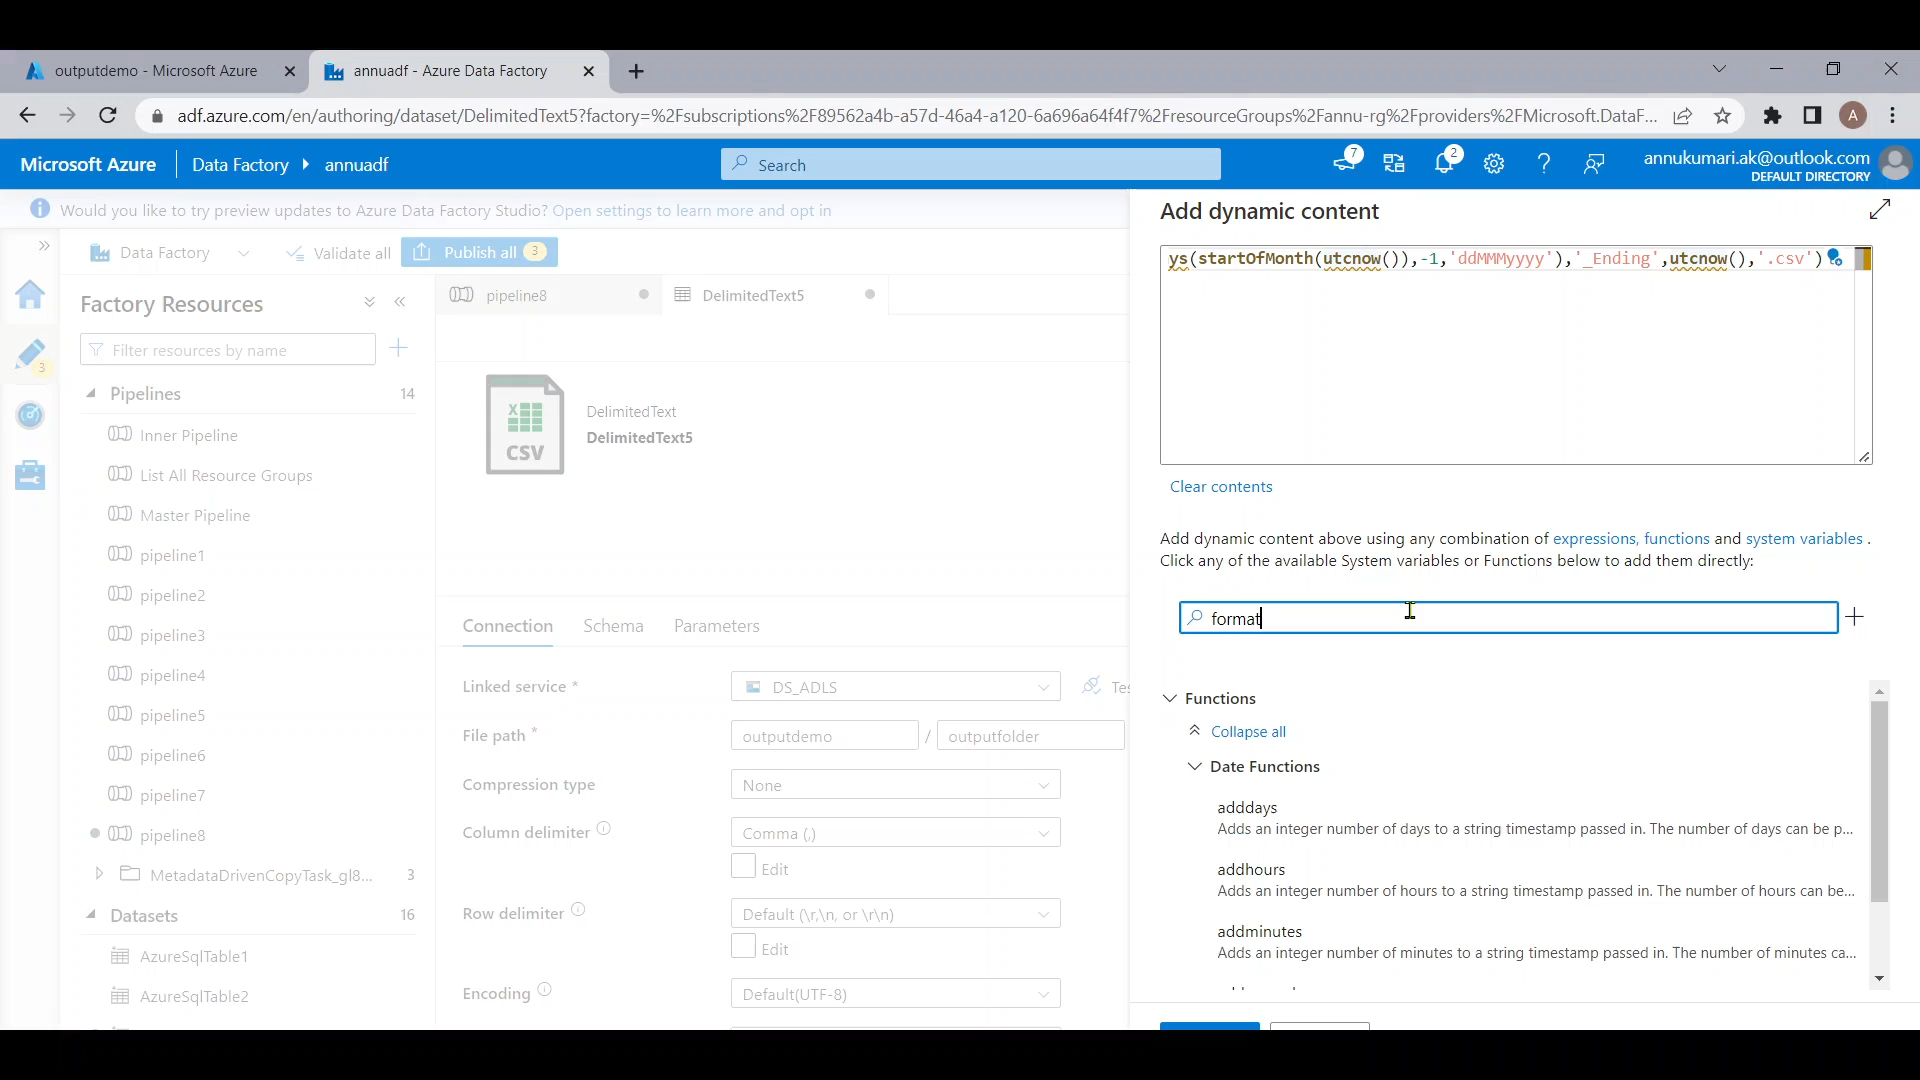 outputdemo - Microsoft Azure
annuadf - Azure Data Factory
adf.azure.com/en/authoring/dataset/DelimitedText5?factory=%2Fsubscriptions%2F89562a4b-a57d-46a4-a120-6a696a64f4f7%2FresourceGroups%2Fannu-rg%2Fproviders%2FMicrosoft.DataF...
A
Microsoft Azure
Data Factory
annuadf
Search
7
2
annukumari.ak@outlook.com
DEFAULT DIRECTORY
Would you like to try preview updates to Azure Data Factory Studio? Open settings to learn more and opt in
Data Factory
Validate all
Publish all 3
3
Factory Resources
Filter resources by name
Pipelines 14
Inner Pipeline
List All Resource Groups
Master Pipeline
pipeline1
pipeline2
pipeline3
pipeline4
pipeline5
pipeline6
pipeline7
pipeline8
MetadataDrivenCopyTask_gl8... 3
Datasets 16
AzureSqlTable1
AzureSqlTable2
pipeline8
DelimitedText5
CSV
DelimitedText
DelimitedText5
Connection
Schema
Parameters
Linked service *
DS_ADLS
Tes
File path *
outputdemo / outputfolder
Compression type
None
Column delimiter
Comma (,)
Edit
Row delimiter
Default (\r,\n, or \r\n)
Edit
Encoding
Default(UTF-8)
Add dynamic content
ys(startOfMonth(utcnow()),-1,'ddMMMyyyy'),'_Ending',utcnow(),'.csv')
Clear contents
Add dynamic content above using any combination of expressions, functions and system variables .
Click any of the available System variables or Functions below to add them directly:
format
Functions
Collapse all
Date Functions
adddays
Adds an integer number of days to a string timestamp passed in. The number of days can be p...
addhours
Adds an integer number of hours to a string timestamp passed in. The number of hours can be...
addminutes
Adds an integer number of minutes to a string timestamp passed in. The number of minutes ca...